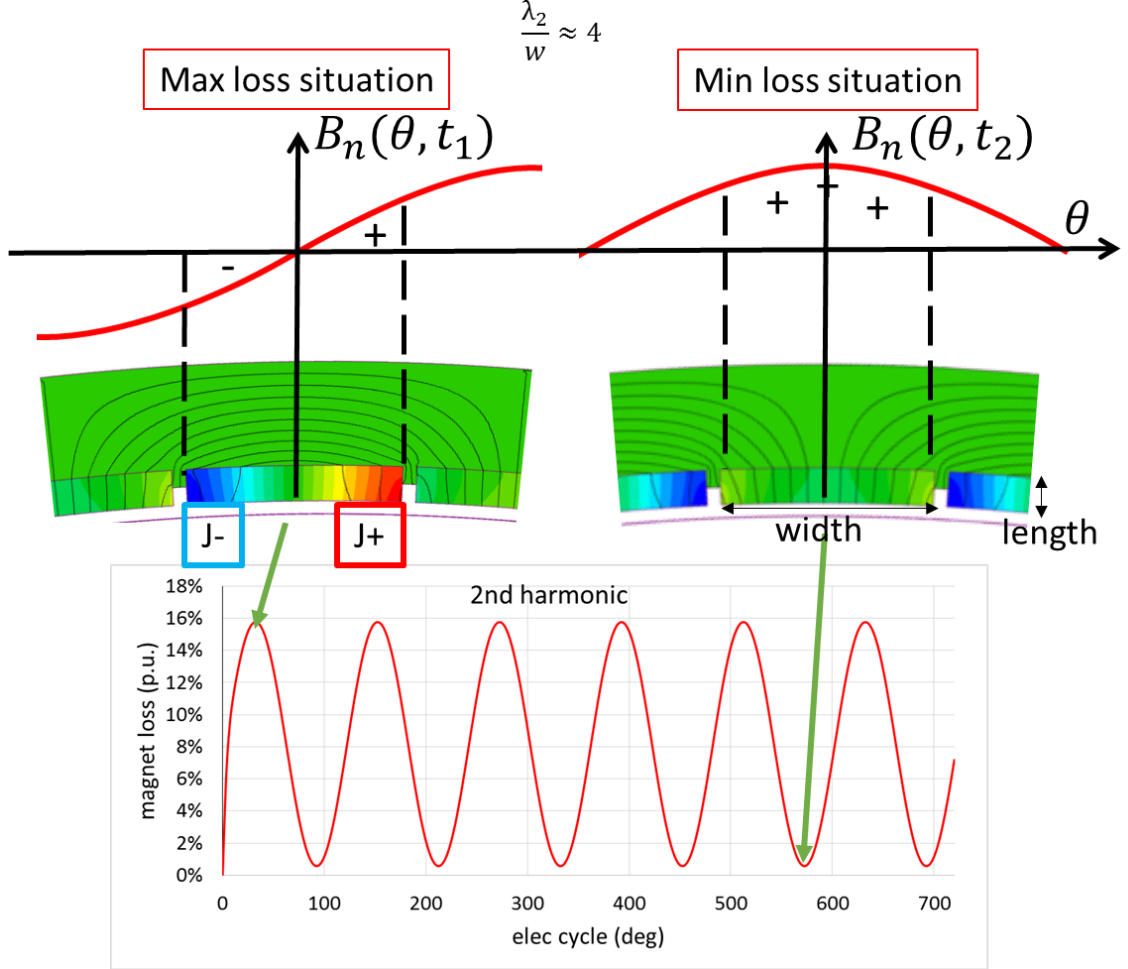 λ₂/w ≈ 4
Max loss situation
Min loss situation
Bₙ(θ, t₁)
Bₙ(θ, t₂)
+
+ +
+
-
θ
J-
J+
width
length
2nd harmonic
magnet loss (p.u.)
18%
16%
14%
12%
10%
8%
6%
4%
2%
0%
0 100 200 300 400 500 600 700
elec cycle (deg)